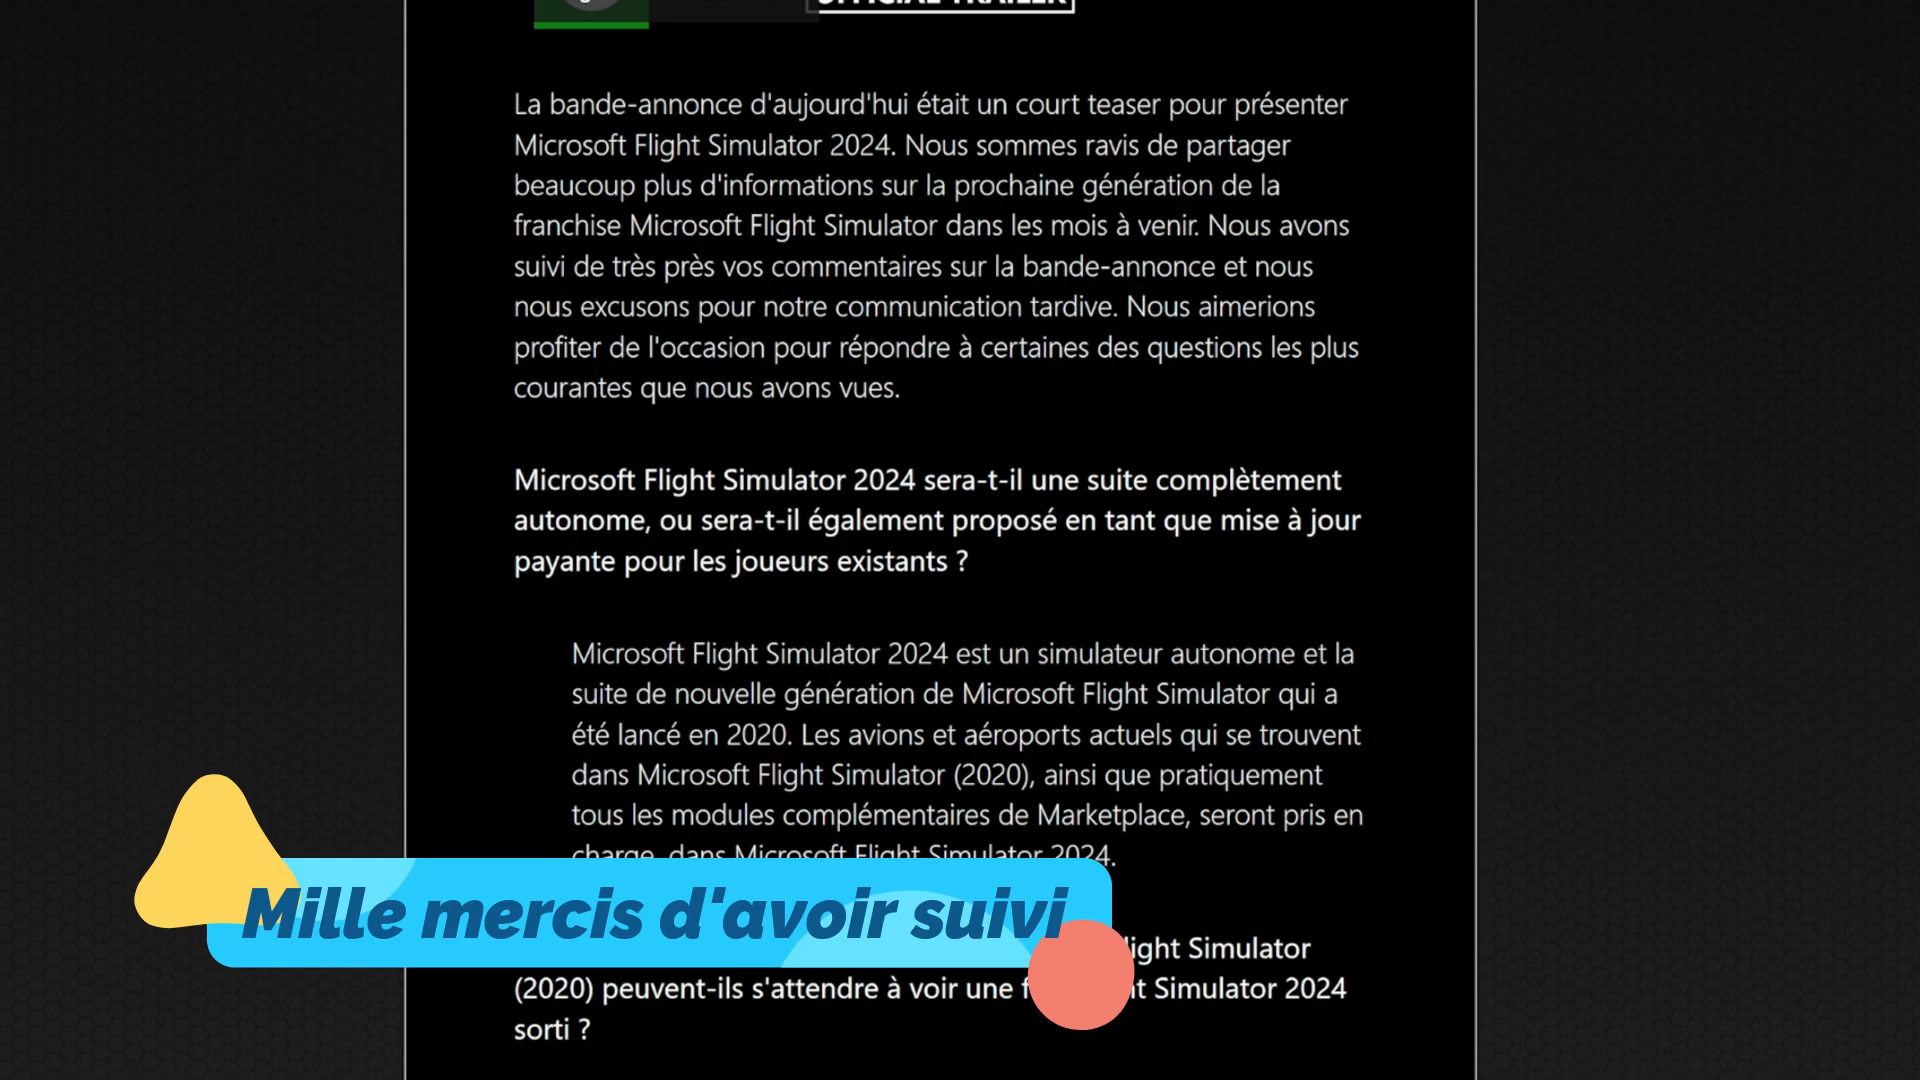 OFFICIAL TRAILER
La bande-annonce d'aujourd'hui était un court teaser pour présenter
Microsoft Flight Simulator 2024. Nous sommes ravis de partager
beaucoup plus d'informations sur la prochaine génération de la
franchise Microsoft Flight Simulator dans les mois à venir. Nous avons
suivi de très près vos commentaires sur la bande-annonce et nous
nous excusons pour notre communication tardive. Nous aimerions
profiter de l'occasion pour répondre à certaines des questions les plus
courantes que nous avons vues.
Microsoft Flight Simulator 2024 sera-t-il une suite complètement
autonome, ou sera-t-il également proposé en tant que mise à jour
payante pour les joueurs existants ?
Microsoft Flight Simulator 2024 est un simulateur autonome et la
suite de nouvelle génération de Microsoft Flight Simulator qui a
été lancé en 2020. Les avions et aéroports actuels qui se trouvent
dans Microsoft Flight Simulator (2020), ainsi que pratiquement
tous les modules complémentaires de Marketplace, seront pris en
charge, dans Microsoft Flight Simulator 2024.
Mille mercis d'avoir suivi
light Simulator
(2020) peuvent-ils s'attendre à voir une Simulator 2024
sorti ?